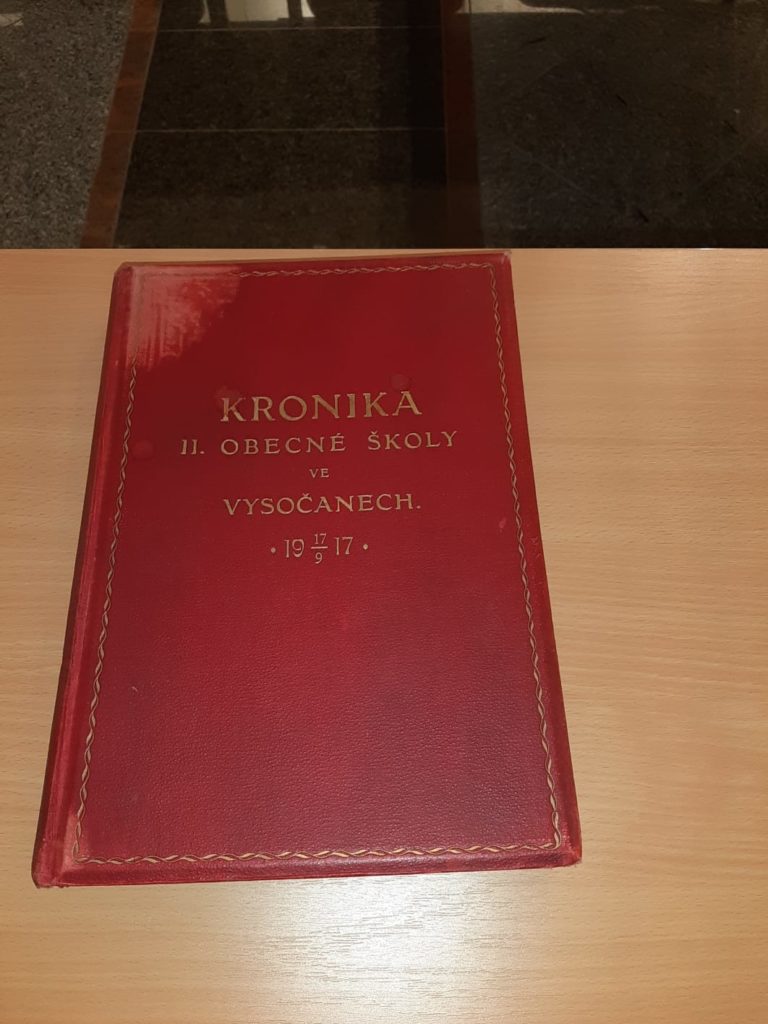 KRONIKA
II. OBECNÉ ŠKOLY
VE
VYSOČANECH.
• 19 17/9 17 •